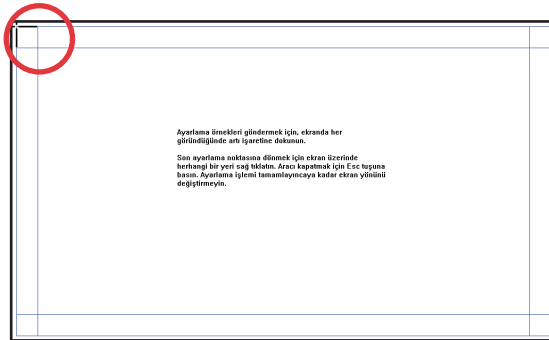 Ayarlama örnekleri göndermek için, ekranda her
göründüğünde artı işaretine dokunun.
Son ayarlama noktasına dönmek için ekran üzerinde
herhangi bir yeri sağ tıklatın. Aracı kapatmak için Esc tuşuna
basın. Ayarlama işlemi tamamlayıncaya kadar ekran yönünü
değiştirmeyin.